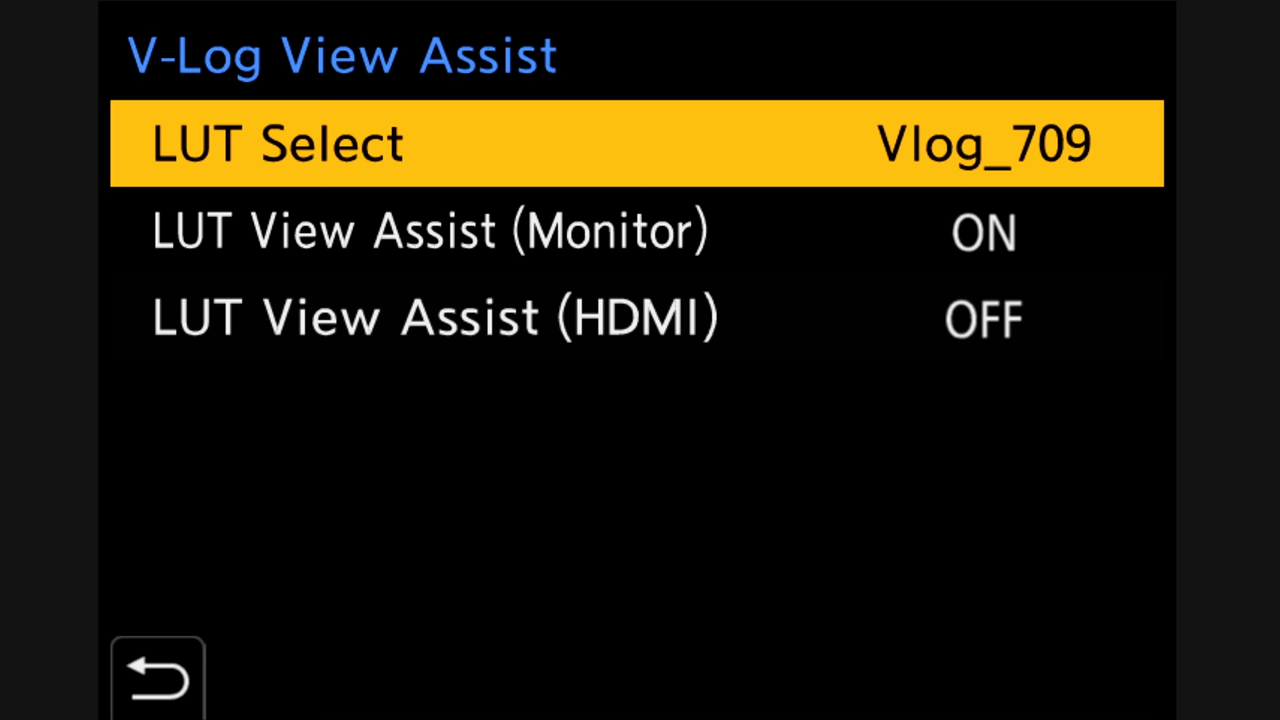 V-Log View Assist
LUT Select Vlog_709
LUT View Assist (Monitor) ON
LUT View Assist (HDMI) OFF